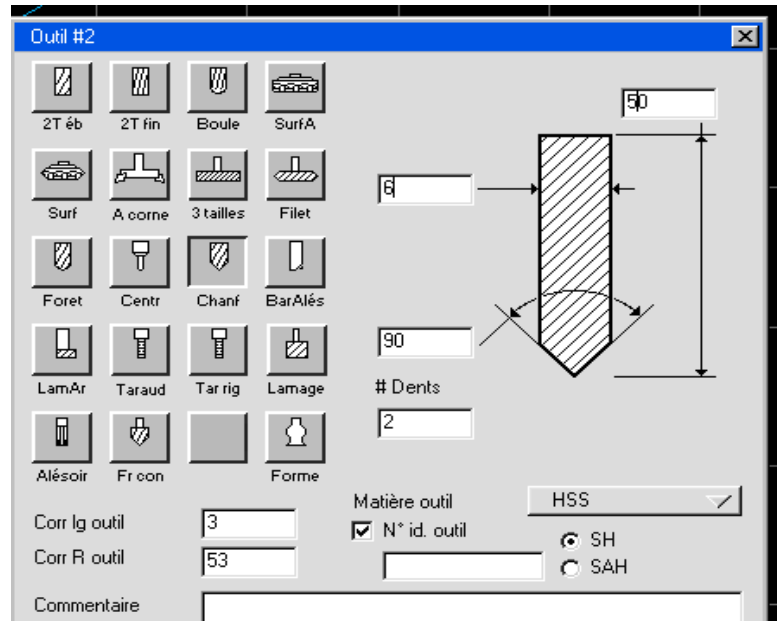 Outil #2
2T éb 2T fin Boule SurfA
50
6
Surf A corne 3 tailles Filet
Foret Centr Chanf BarAlés
90
LamAr Taraud Tar rig Lamage
# Dents
2
Alésoir Fr con Forme
Matière outil HSS
Corr lg outil 3
N° id. outil SH
Corr R outil 53
SAH
Commentaire